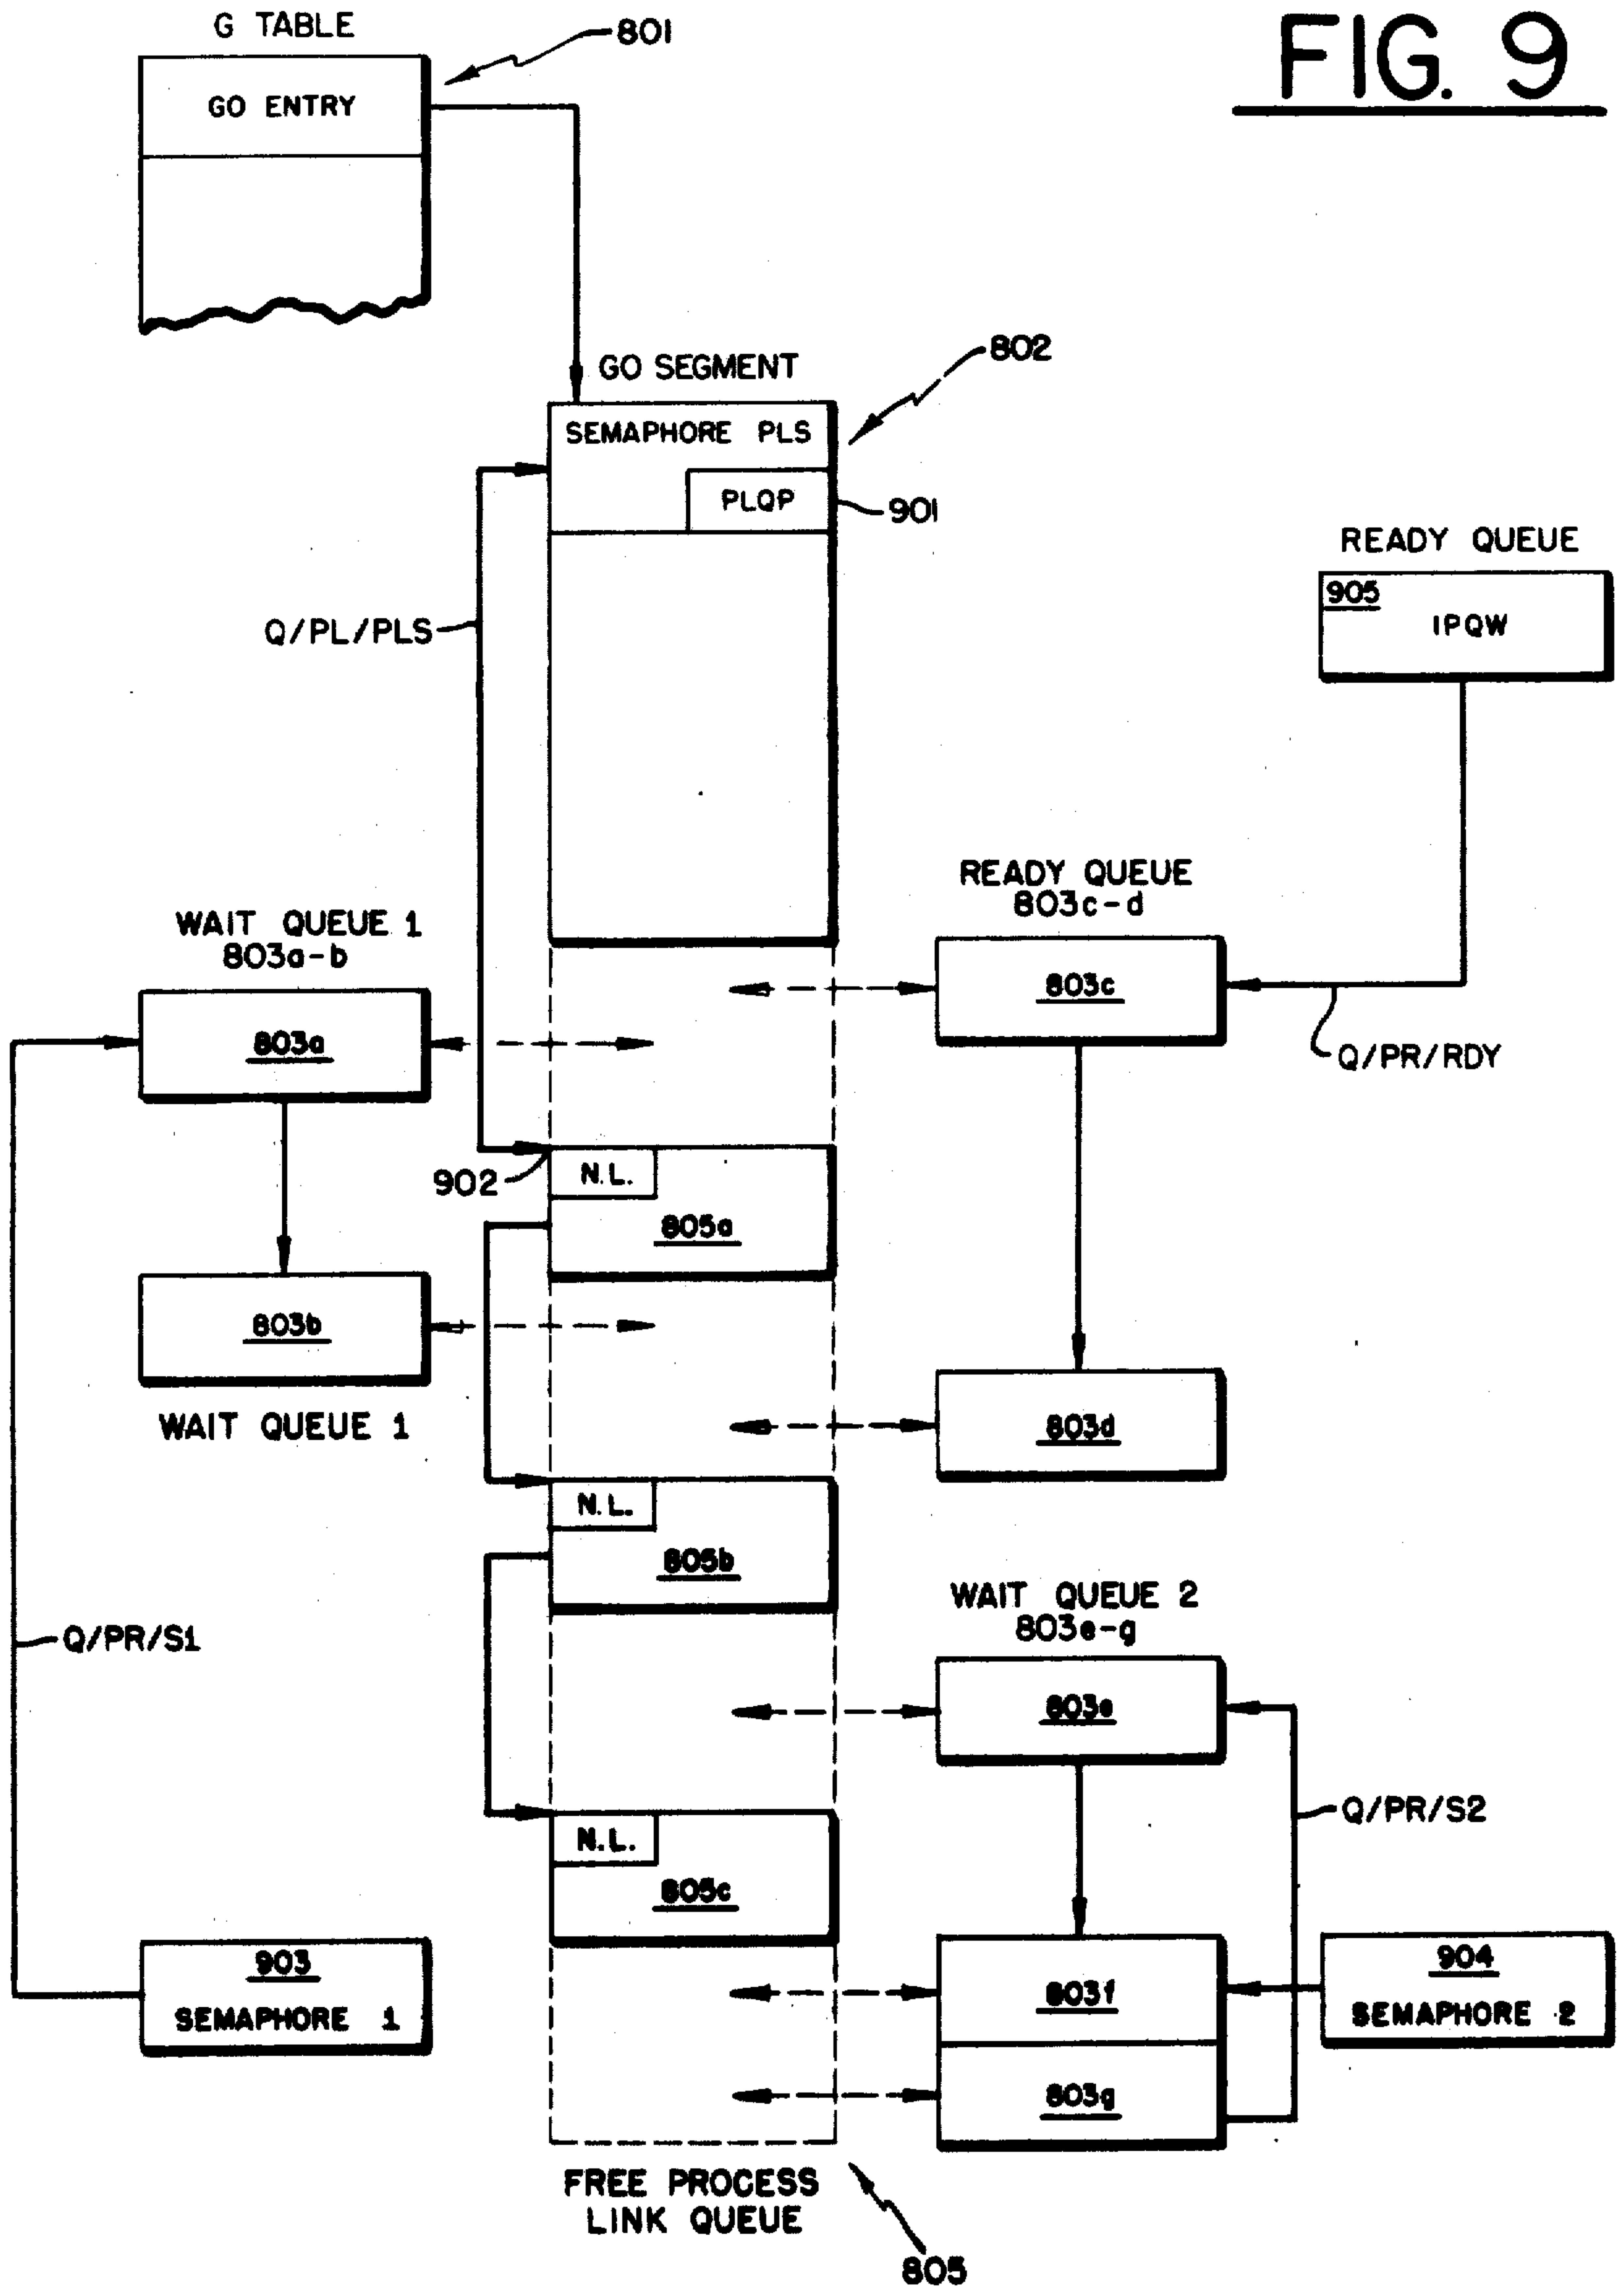 FIG. 9
G TABLE
801
GO ENTRY
GO SEGMENT
802
SEMAPHORE PLS
PLQP
901
READY QUEUE
905
IPQW
Q/PL/PLS
READY QUEUE
803c-d
WAIT QUEUE 1
803a-b
803c
803a
Q/PR/RDY
902
N.L.
805a
803b
WAIT QUEUE 1
803d
N.L.
805b
WAIT QUEUE 2
803e-g
Q/PR/S1
803e
Q/PR/S2
N.L.
805c
903
SEMAPHORE 1
803f
904
SEMAPHORE 2
803g
FREE PROCESS
LINK QUEUE
805